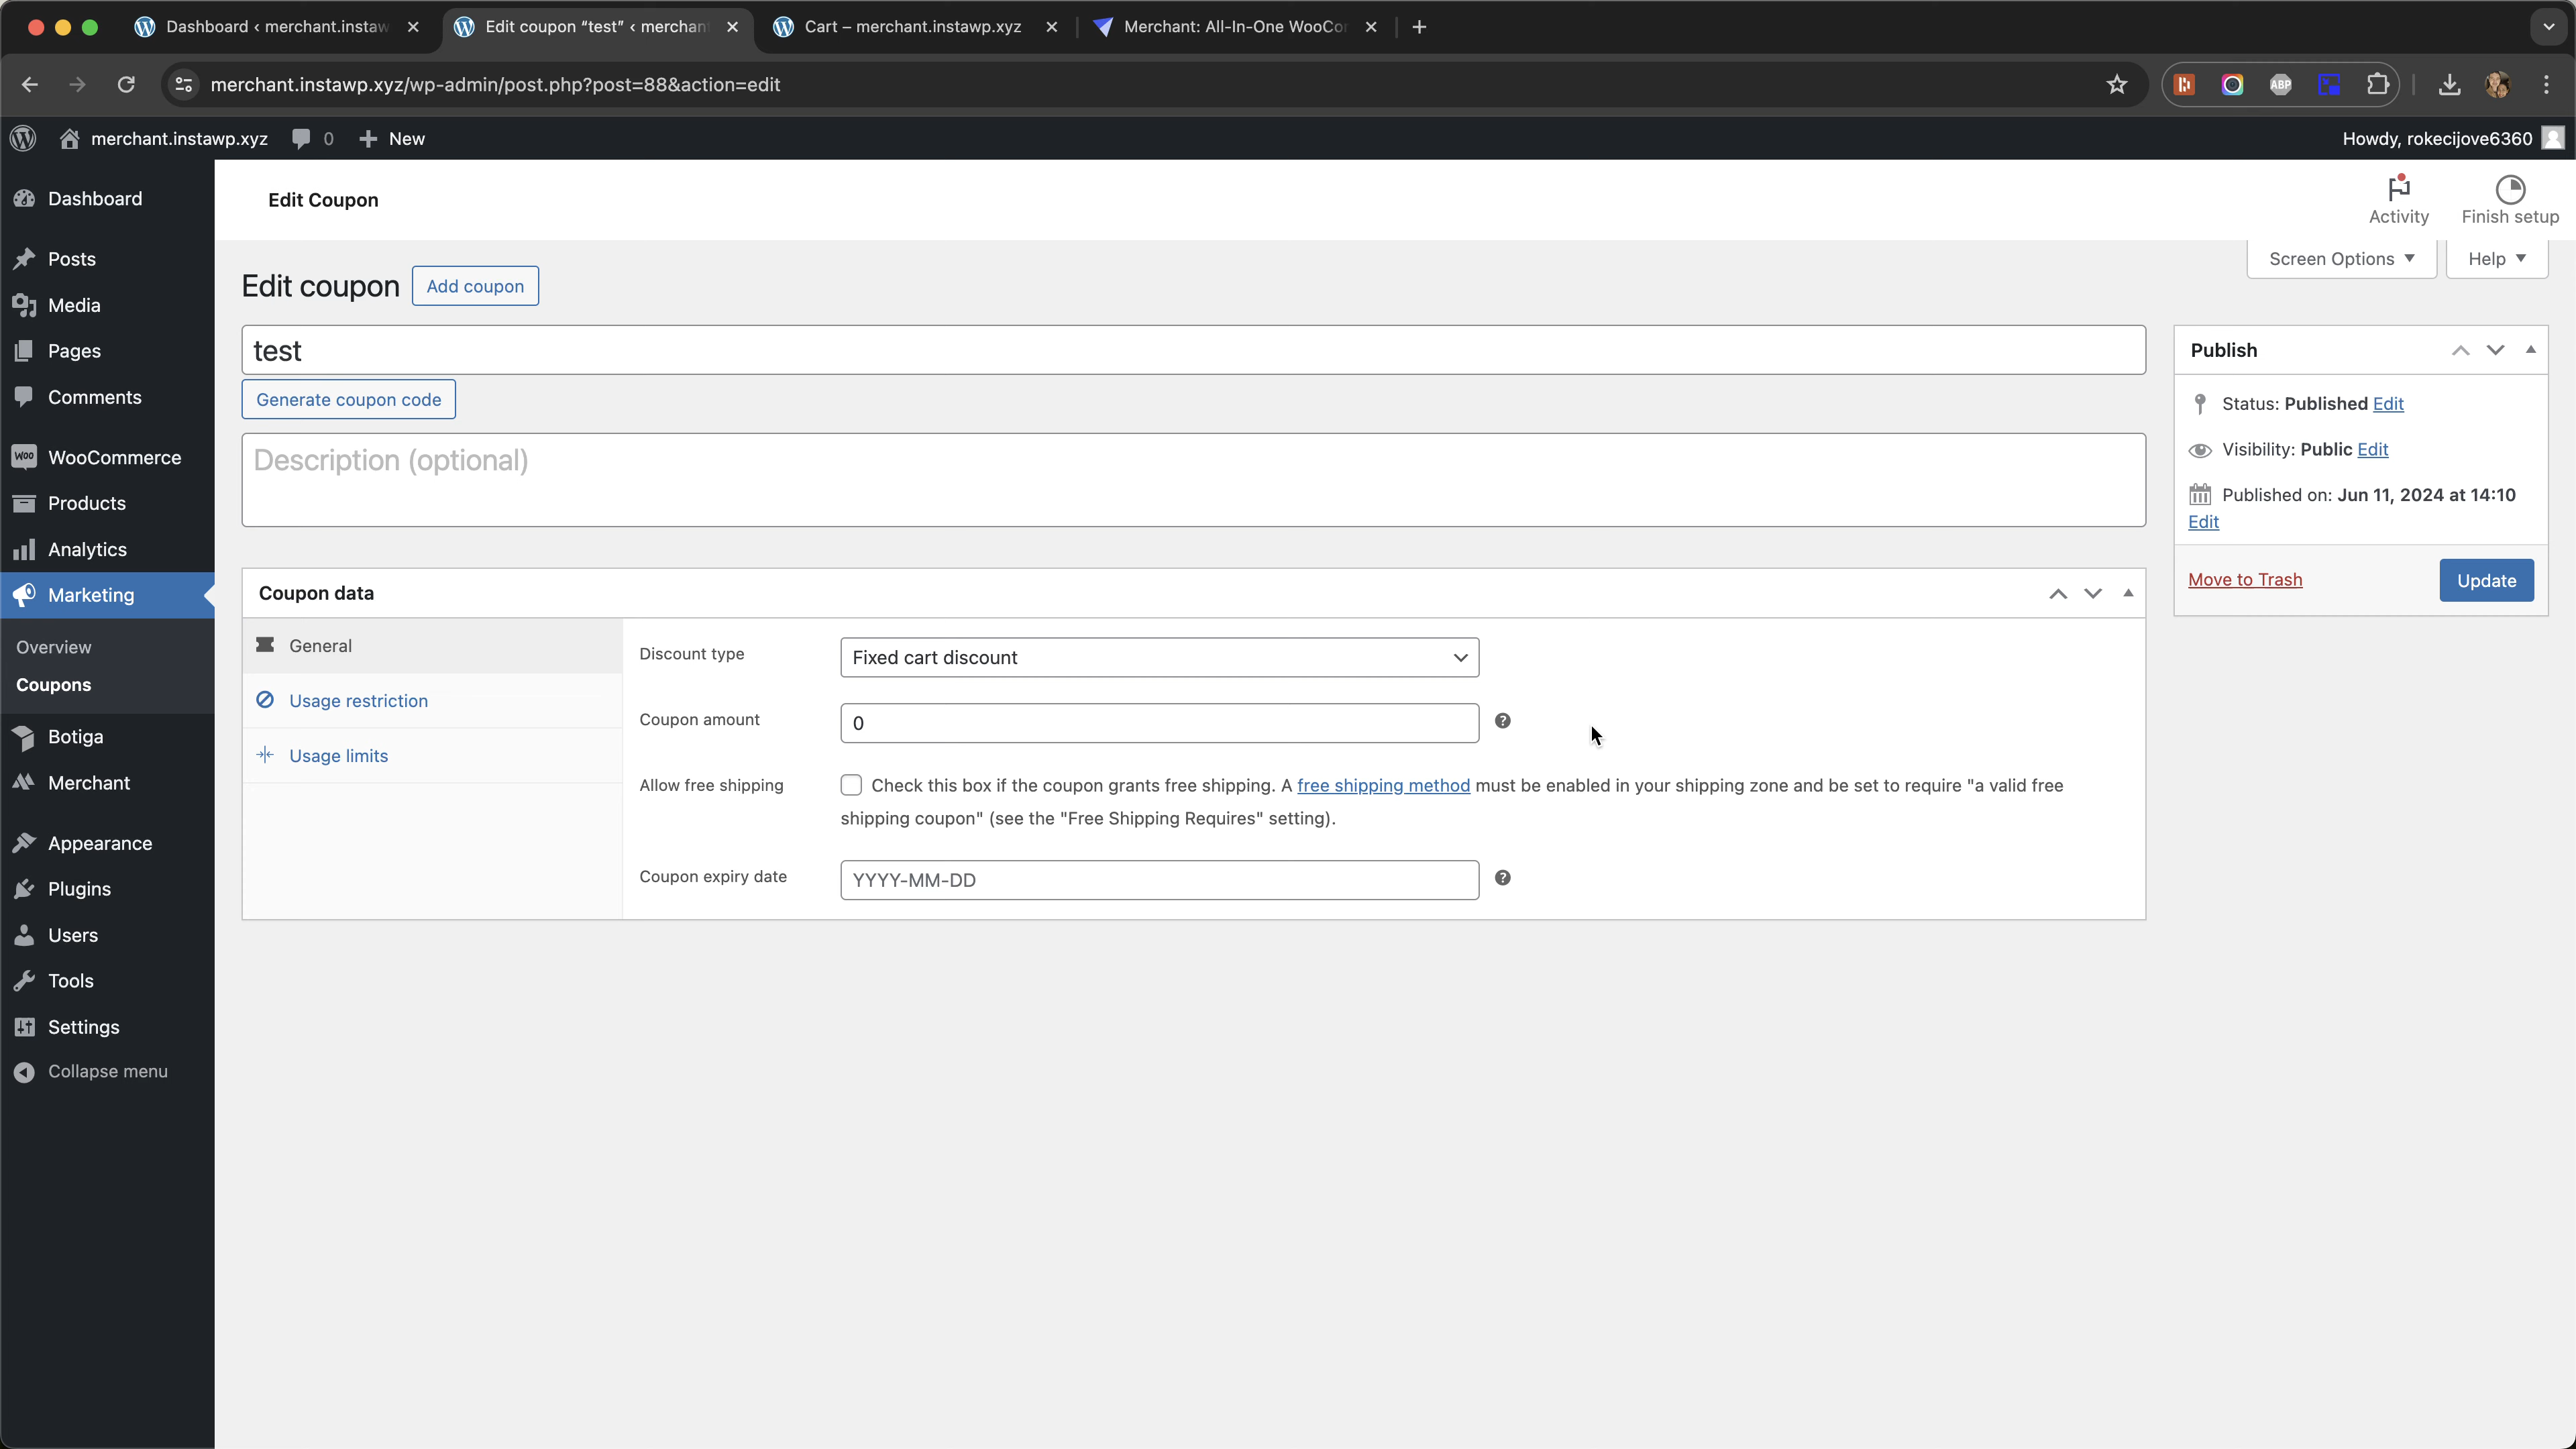 Dashboard ‹ merchant.instaw
Edit coupon “test” ‹ merchan
Cart – merchant.instawp.xyz
Merchant: All-In-One WooCor
merchant.instawp.xyz/wp-admin/post.php?post=88&action=edit
ABP
merchant.instawp.xyz
0
New
Howdy, rokecijove6360
Dashboard
Posts
Media
Pages
Comments
Woo WooCommerce
Products
Analytics
Marketing
Overview
Coupons
Botiga
Merchant
Appearance
Plugins
Users
Tools
Settings
Collapse menu
Edit Coupon
Activity
Finish setup
Screen Options
Help
Edit coupon
Add coupon
test
Generate coupon code
Description (optional)
Coupon data
General
Usage restriction
Usage limits
Discount type
Fixed cart discount
Coupon amount
0
Allow free shipping
Check this box if the coupon grants free shipping. A free shipping method must be enabled in your shipping zone and be set to require "a valid free
shipping coupon" (see the "Free Shipping Requires" setting).
Coupon expiry date
YYYY-MM-DD
Publish
Status: Published Edit
Visibility: Public Edit
Published on: Jun 11, 2024 at 14:10
Edit
Move to Trash
Update